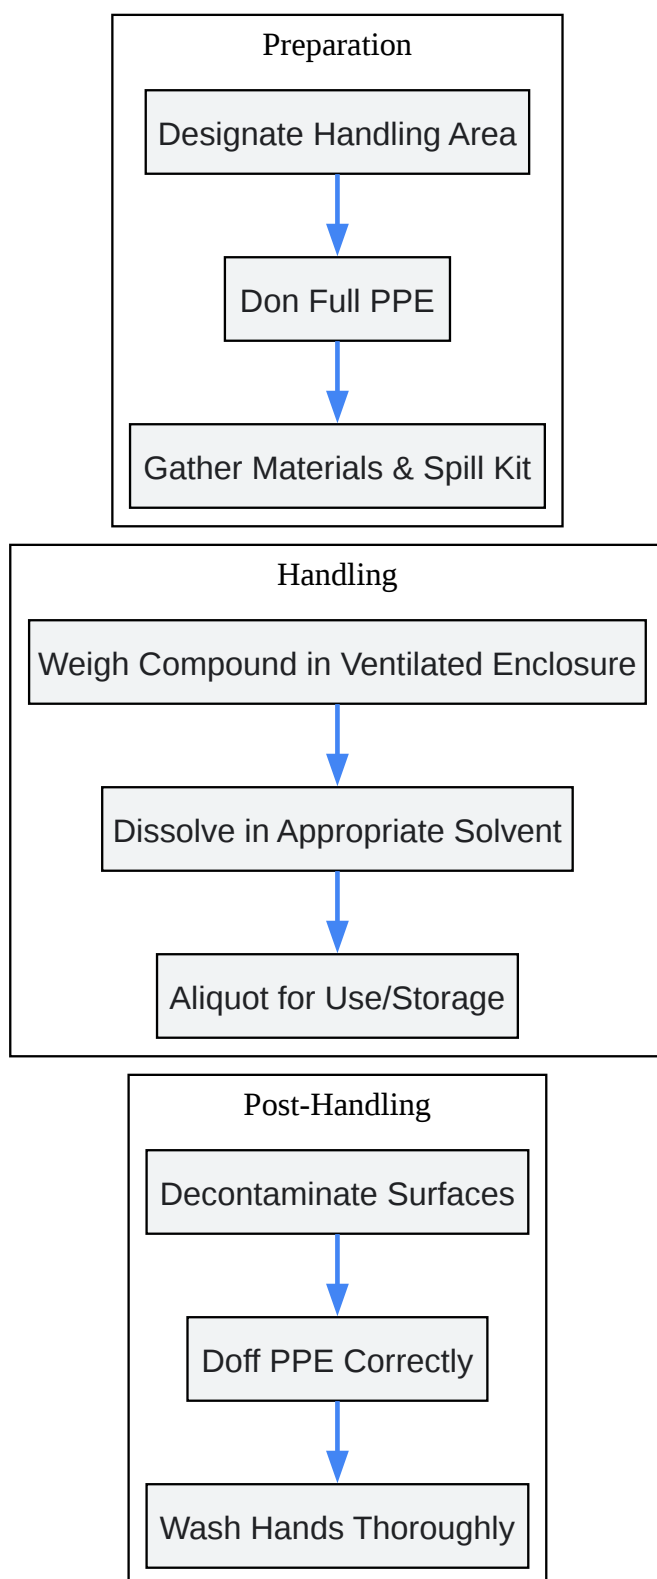 Preparation
Designate Handling Area
Don Full PPE
Gather Materials & Spill Kit
Handling
Weigh Compound in Ventilated Enclosure
Dissolve in Appropriate Solvent
Aliquot for Use/Storage
Post-Handling
Decontaminate Surfaces
Doff PPE Correctly
Wash Hands Thoroughly